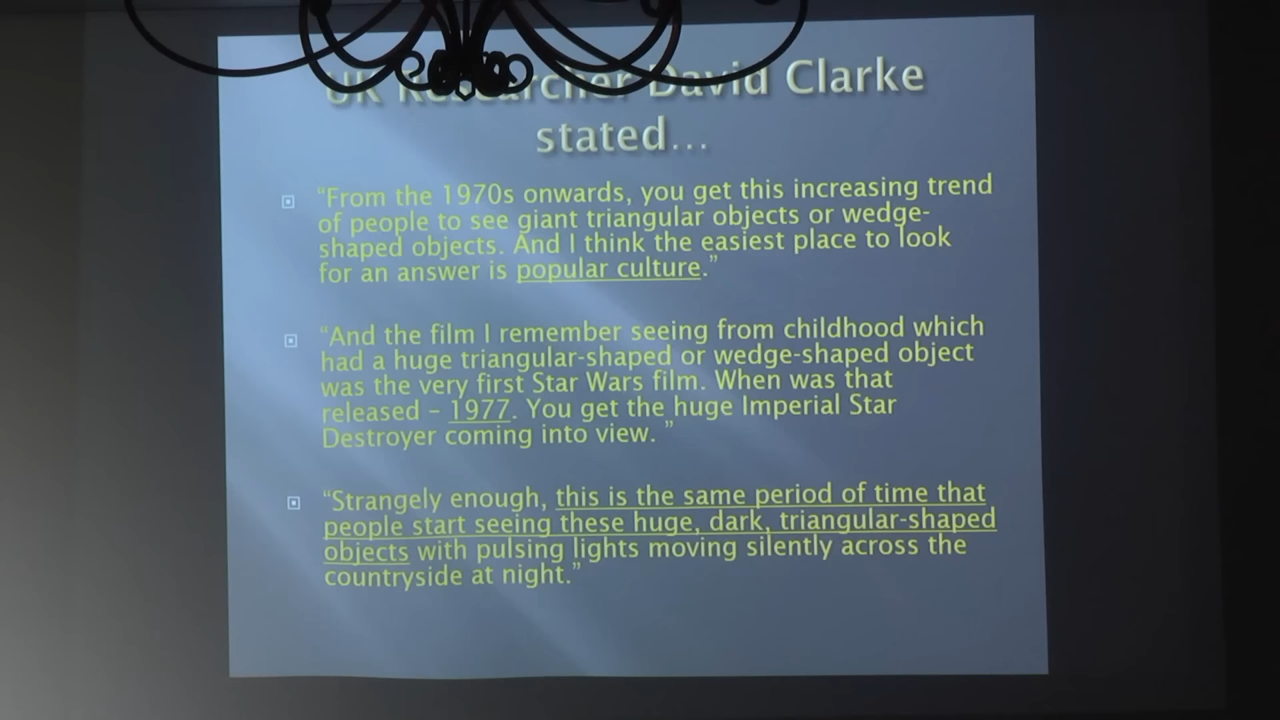 UK Researcher David Clarke
stated...
“From the 1970s onwards, you get this increasing trend
of people to see giant triangular objects or wedge-
shaped objects. And I think the easiest place to look
for an answer is popular culture.”
“And the film I remember seeing from childhood which
had a huge triangular-shaped or wedge-shaped object
was the very first Star Wars film. When was that
released – 1977. You get the huge Imperial Star
Destroyer coming into view. ”
“Strangely enough, this is the same period of time that
people start seeing these huge, dark, triangular-shaped
objects with pulsing lights moving silently across the
countryside at night.”